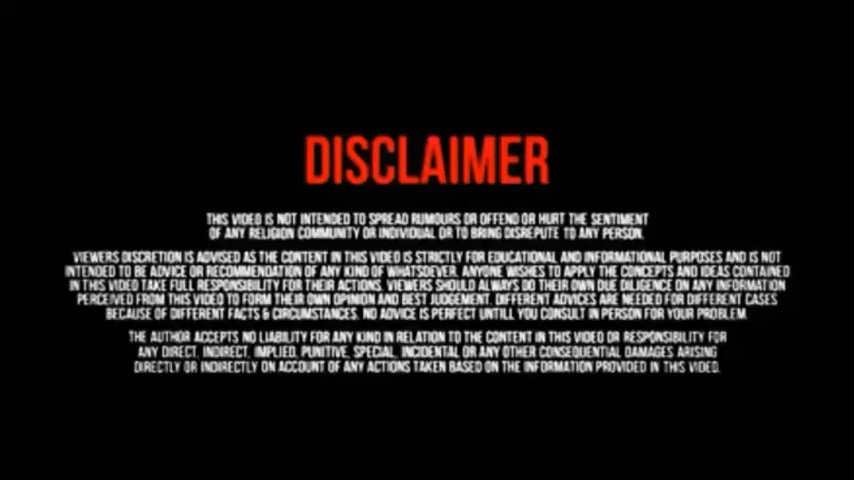 DISCLAIMER
THIS VIDEO IS NOT INTENDED TO SPREAD RUMOURS OR OFFEND OR HURT THE SENTIMENT
OF ANY RELIGION COMMUNITY OR INDIVIDUAL OR TO BRING DISREPUTE TO ANY PERSON.
VIEWERS DISCRETION IS ADVISED AS THE CONTENT IN THIS VIDEO IS STRICTLY FOR EDUCATIONAL AND INFORMATIONAL PURPOSES AND IS NOT
INTENDED TO BE ADVICE OR RECOMMENDATION OF ANY KIND OF WHATSOEVER. ANYONE WISHES TO APPLY THE CONCEPTS AND IDEAS CONTAINED
IN THIS VIDEO TAKE FULL RESPONSIBILITY FOR THEIR ACTIONS. VIEWERS SHOULD ALWAYS DO THEIR OWN DUE DILIGENCE ON ANY INFORMATION
PERCEIVED FROM THIS VIDEO TO FORM THEIR OWN OPINION AND BEST JUDGEMENT. DIFFERENT ADVICES ARE NEEDED FOR DIFFERENT CASES
BECAUSE OF DIFFERENT FACTS & CIRCUMSTANCES. NO ADVICE IS PERFECT UNTILL YOU CONSULT IN PERSON FOR YOUR PROBLEM.
THE AUTHOR ACCEPTS NO LIABILITY FOR ANY KIND IN RELATION TO THE CONTENT IN THIS VIDEO OR RESPONSIBILITY FOR
ANY DIRECT, INDIRECT, IMPLIED, PUNITIVE, SPECIAL, INCIDENTAL OR ANY OTHER CONSEQUENTIAL DAMAGES ARISING
DIRECTLY OR INDIRECTLY ON ACCOUNT OF ANY ACTIONS TAKEN BASED ON THE INFORMATION PROVIDED IN THIS VIDEO.